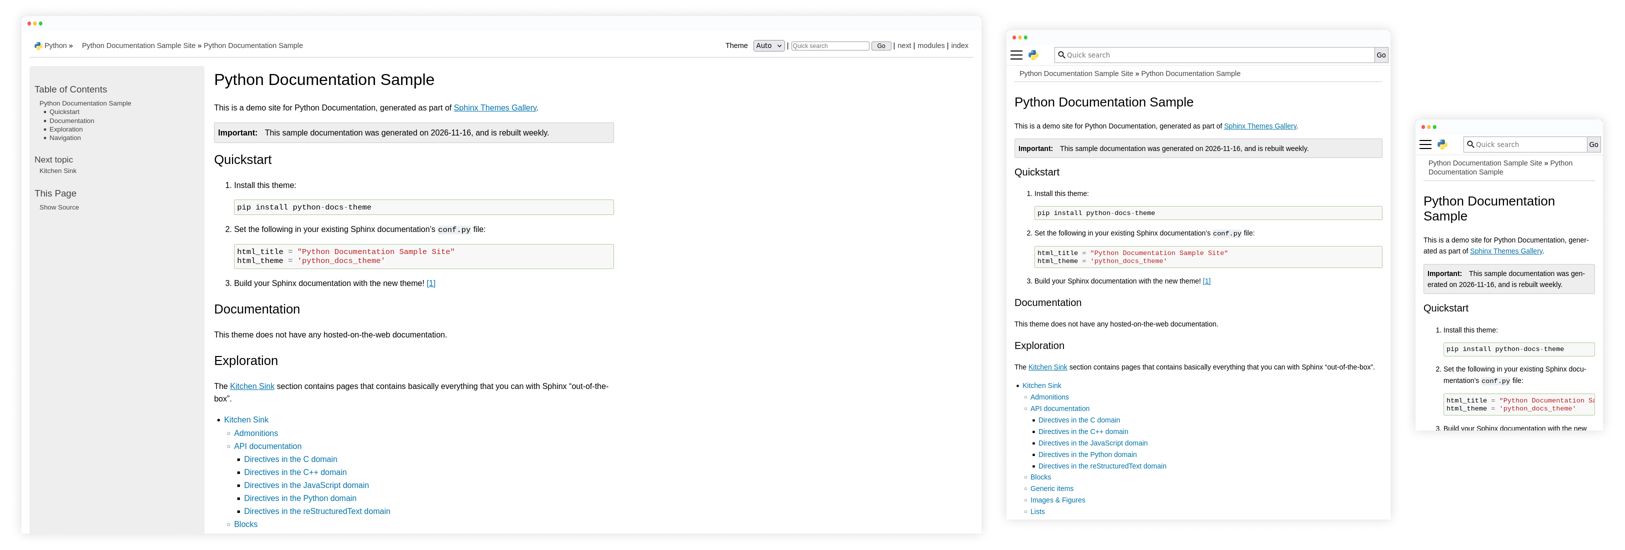 Python » Python Documentation Sample Site » Python Documentation Sample
Theme Auto | Quick search Go | next | modules | index
Table of Contents
Python Documentation Sample
Quickstart
Documentation
Exploration
Navigation
Next topic
Kitchen Sink
This Page
Show Source
Python Documentation Sample
This is a demo site for Python Documentation, generated as part of Sphinx Themes Gallery.
Important: This sample documentation was generated on 2026-11-16, and is rebuilt weekly.
Quickstart
1. Install this theme:
pip install python-docs-theme
2. Set the following in your existing Sphinx documentation’s conf.py file:
html_title = "Python Documentation Sample Site"
html_theme = 'python_docs_theme'
3. Build your Sphinx documentation with the new theme! [1]
Documentation
This theme does not have any hosted-on-the-web documentation.
Exploration
The Kitchen Sink section contains pages that contains basically everything that you can with Sphinx “out-of-the-
box”.
Kitchen Sink
Admonitions
API documentation
Directives in the C domain
Directives in the C++ domain
Directives in the JavaScript domain
Directives in the Python domain
Directives in the reStructuredText domain
Blocks
Quick search Go
Python Documentation Sample Site » Python Documentation Sample
Python Documentation Sample
This is a demo site for Python Documentation, generated as part of Sphinx Themes Gallery.
Important: This sample documentation was generated on 2026-11-16, and is rebuilt weekly.
Quickstart
1. Install this theme:
pip install python-docs-theme
2. Set the following in your existing Sphinx documentation’s conf.py file:
html_title = "Python Documentation Sample Site"
html_theme = 'python_docs_theme'
3. Build your Sphinx documentation with the new theme! [1]
Documentation
This theme does not have any hosted-on-the-web documentation.
Exploration
The Kitchen Sink section contains pages that contains basically everything that you can with Sphinx “out-of-the-box”.
Kitchen Sink
Admonitions
API documentation
Directives in the C domain
Directives in the C++ domain
Directives in the JavaScript domain
Directives in the Python domain
Directives in the reStructuredText domain
Blocks
Generic items
Images & Figures
Lists
Quick search Go
Python Documentation Sample Site » Python
Documentation Sample
Python Documentation
Sample
This is a demo site for Python Documentation, gener-
ated as part of Sphinx Themes Gallery.
Important: This sample documentation was gen-
erated on 2026-11-16, and is rebuilt weekly.
Quickstart
1. Install this theme:
pip install python-docs-theme
2. Set the following in your existing Sphinx docu-
mentation’s conf.py file:
html_title = "Python Documentation Sa
html_theme = 'python_docs_theme'
3. Build your Sphinx documentation with the new